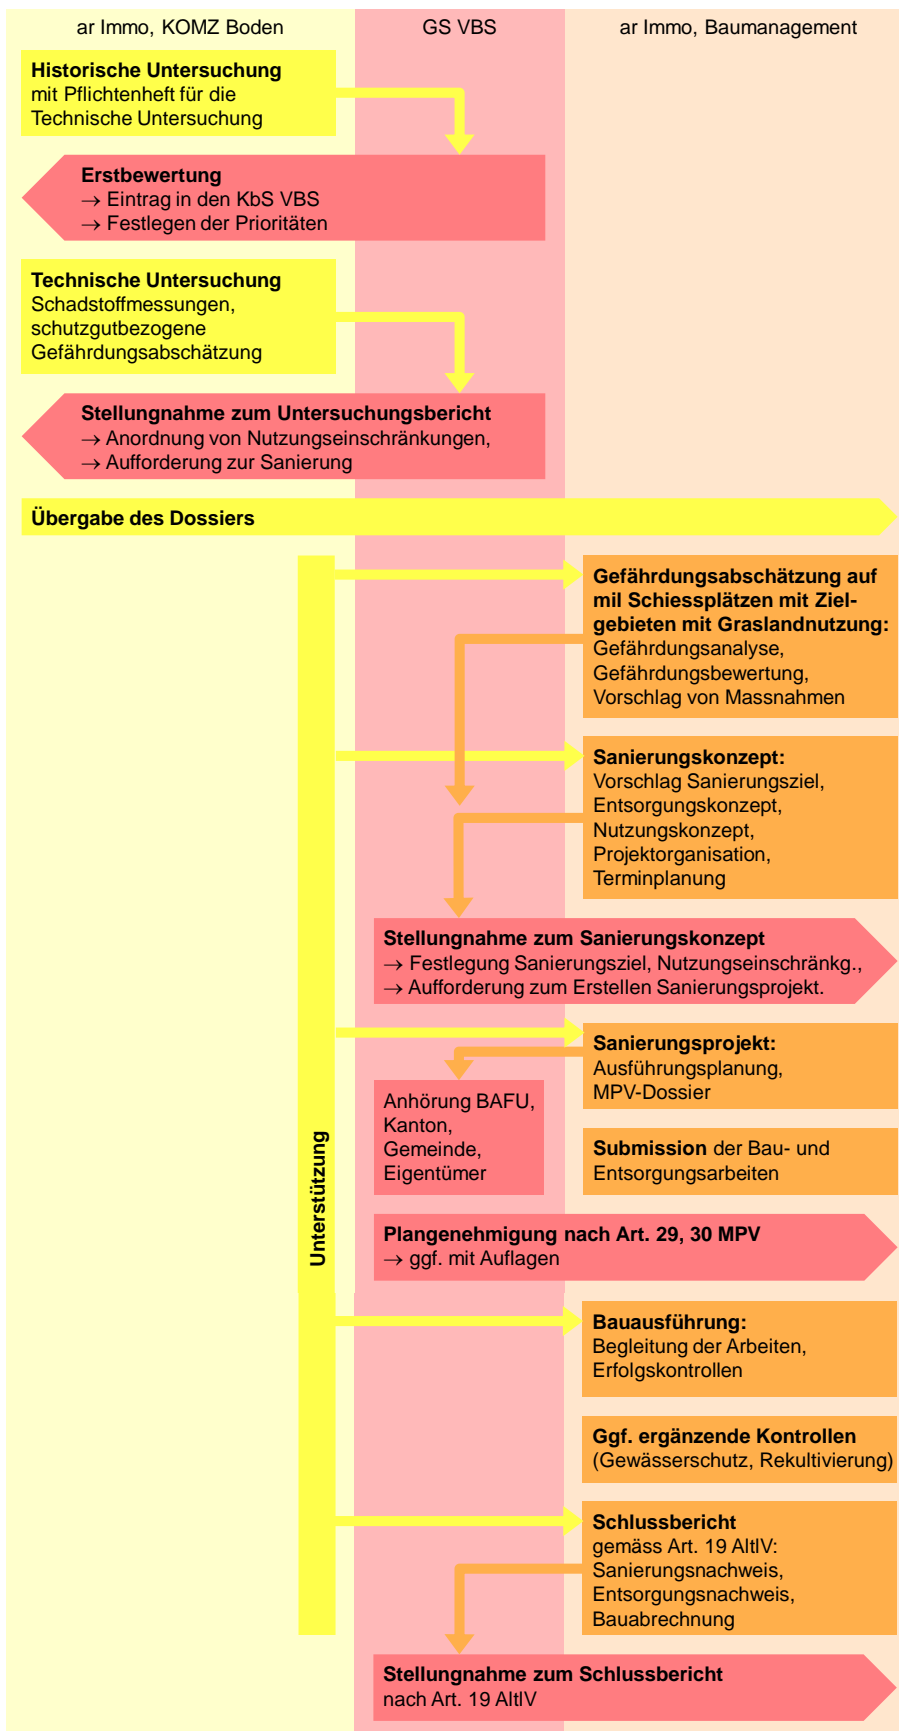 ar Immo, KOMZ Boden
GS VBS
ar Immo, Baumanagement
Historische Untersuchung
mit Pflichtenheft für die
Technische Untersuchung
Erstbewertung
→ Eintrag in den KbS VBS
→ Festlegen der Prioritäten
Technische Untersuchung
Schadstoffmessungen,
schutzgutbezogene
Gefährdungsabschätzung
Stellungnahme zum Untersuchungsbericht
→ Anordnung von Nutzungseinschränkungen,
→ Aufforderung zur Sanierung
Übergabe des Dossiers
Unterstützung
Gefährdungsabschätzung auf
mil Schiessplätzen mit Ziel-
gebieten mit Graslandnutzung:
Gefährdungsanalyse,
Gefährdungsbewertung,
Vorschlag von Massnahmen
Sanierungskonzept:
Vorschlag Sanierungsziel,
Entsorgungskonzept,
Nutzungskonzept,
Projektorganisation,
Terminplanung
Stellungnahme zum Sanierungskonzept
→ Festlegung Sanierungsziel, Nutzungseinschränkg.,
→ Aufforderung zum Erstellen Sanierungsprojekt.
Sanierungsprojekt:
Ausführungsplanung,
MPV-Dossier
Anhörung BAFU,
Kanton,
Gemeinde,
Eigentümer
Submission der Bau- und
Entsorgungsarbeiten
Plangenehmigung nach Art. 29, 30 MPV
→ ggf. mit Auflagen
Bauausführung:
Begleitung der Arbeiten,
Erfolgskontrollen
Ggf. ergänzende Kontrollen
(Gewässerschutz, Rekultivierung)
Schlussbericht
gemäss Art. 19 AltlV:
Sanierungsnachweis,
Entsorgungsnachweis,
Bauabrechnung
Stellungnahme zum Schlussbericht
nach Art. 19 AltlV